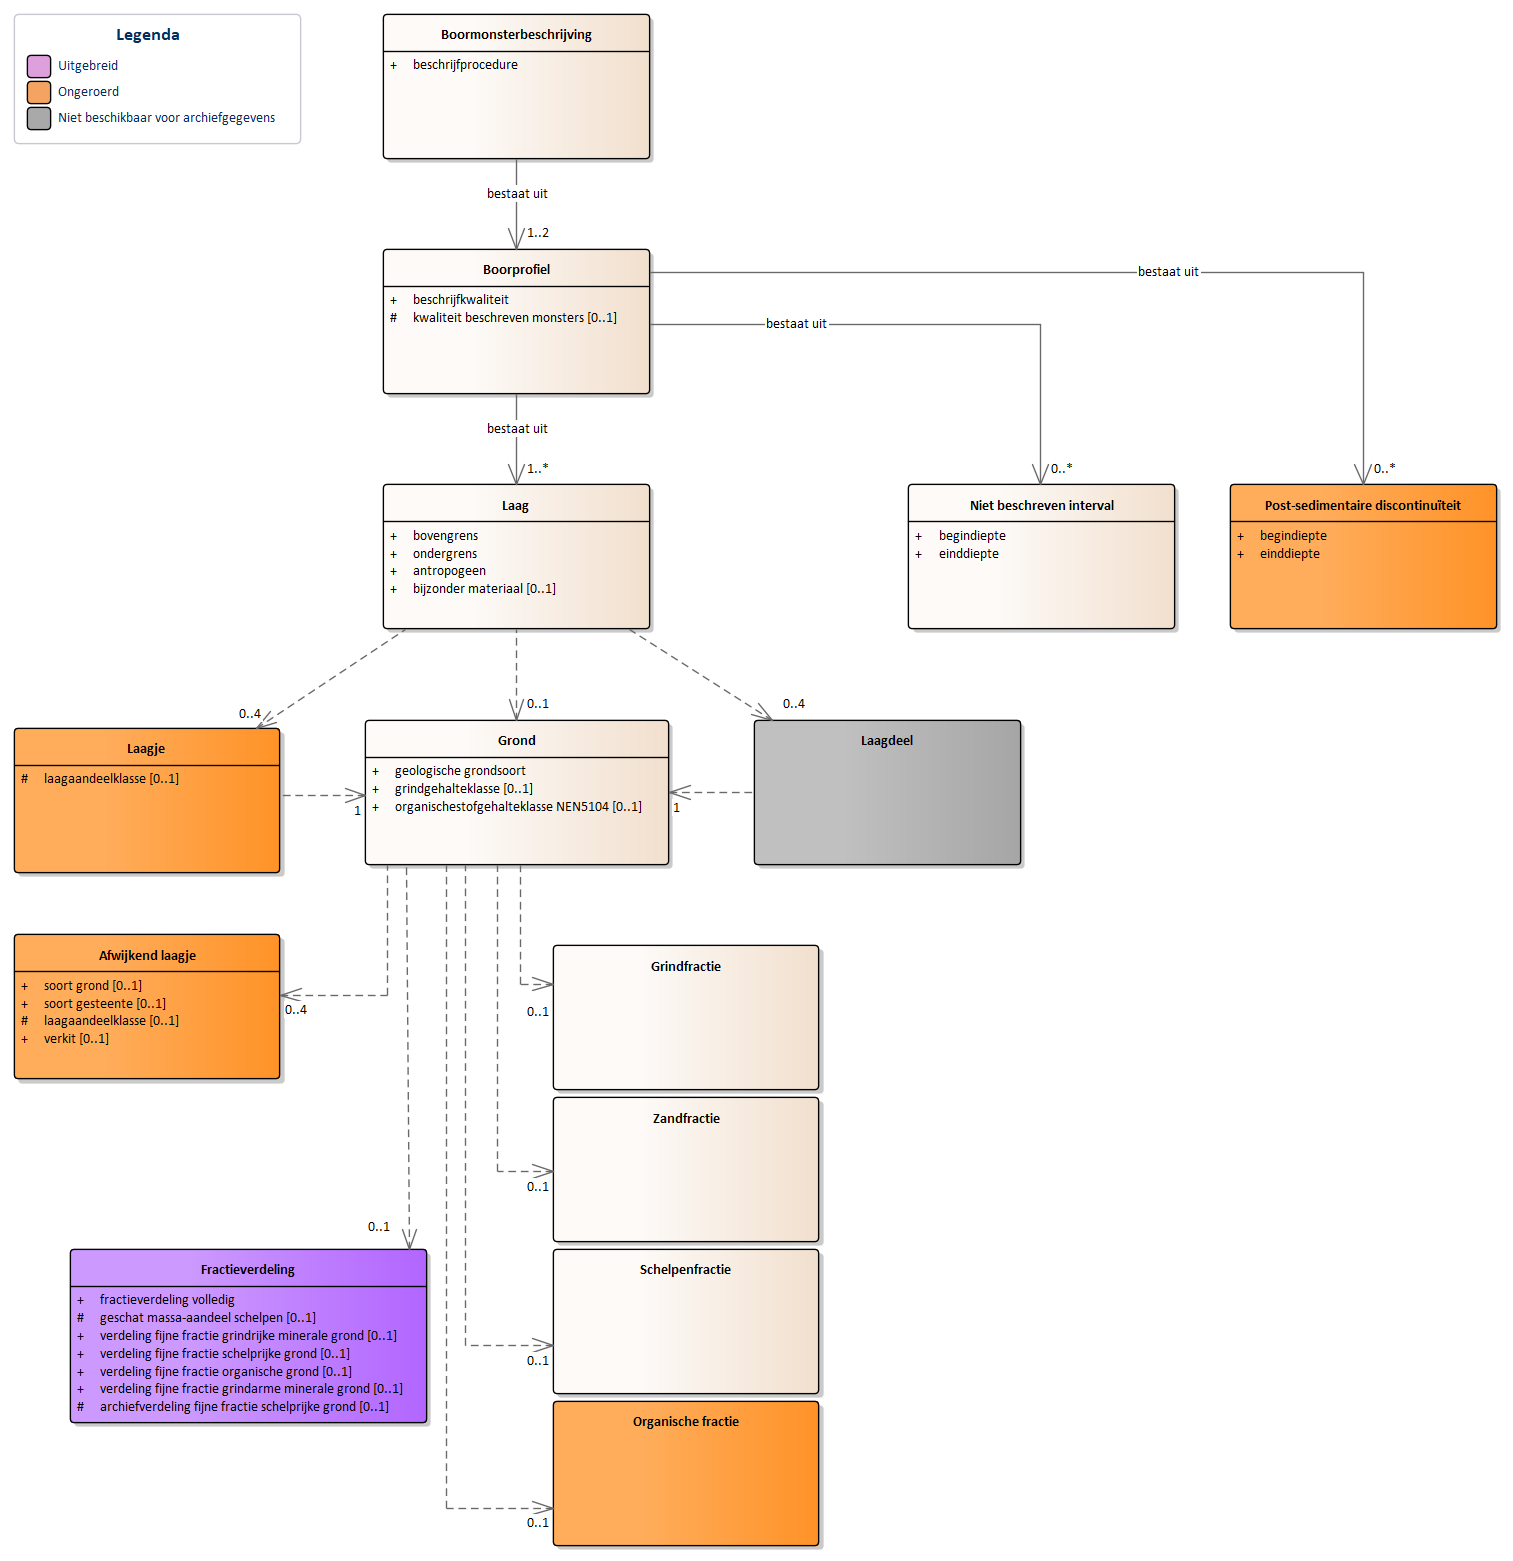 Legenda
Uitgebreid
Ongeroerd
Niet beschikbaar voor archiefgegevens
Boormonsterbeschrijving
+ beschrijfprocedure
bestaat uit
1..2
Boorprofiel
+ beschrijfkwaliteit
# kwaliteit beschreven monsters [0..1]
bestaat uit
bestaat uit
bestaat uit
1..*
0..*
0..*
Laag
+ bovengrens
+ ondergrens
+ antropogeen
+ bijzonder materiaal [0..1]
Niet beschreven interval
+ begindiepte
+ einddiepte
Post-sedimentaire discontinuïteit
+ begindiepte
+ einddiepte
0..4
0..1
0..4
Laagje
# laagaandeelklasse [0..1]
1
Grond
+ geologische grondsoort
+ grindgehalteklasse [0..1]
+ organischestofgehalteklasse NEN5104 [0..1]
1
Laagdeel
Afwijkend laagje
+ soort grond [0..1]
+ soort gesteente [0..1]
# laagaandeelklasse [0..1]
+ verkit [0..1]
0..4
Grindfractie
0..1
Zandfractie
0..1
0..1
Fractieverdeling
+ fractieverdeling volledig
# geschat massa-aandeel schelpen [0..1]
+ verdeling fijne fractie grindrijke minerale grond [0..1]
+ verdeling fijne fractie schelprijke grond [0..1]
+ verdeling fijne fractie organische grond [0..1]
+ verdeling fijne fractie grindarme minerale grond [0..1]
# archiefverdeling fijne fractie schelprijke grond [0..1]
Schelpenfractie
0..1
Organische fractie
0..1